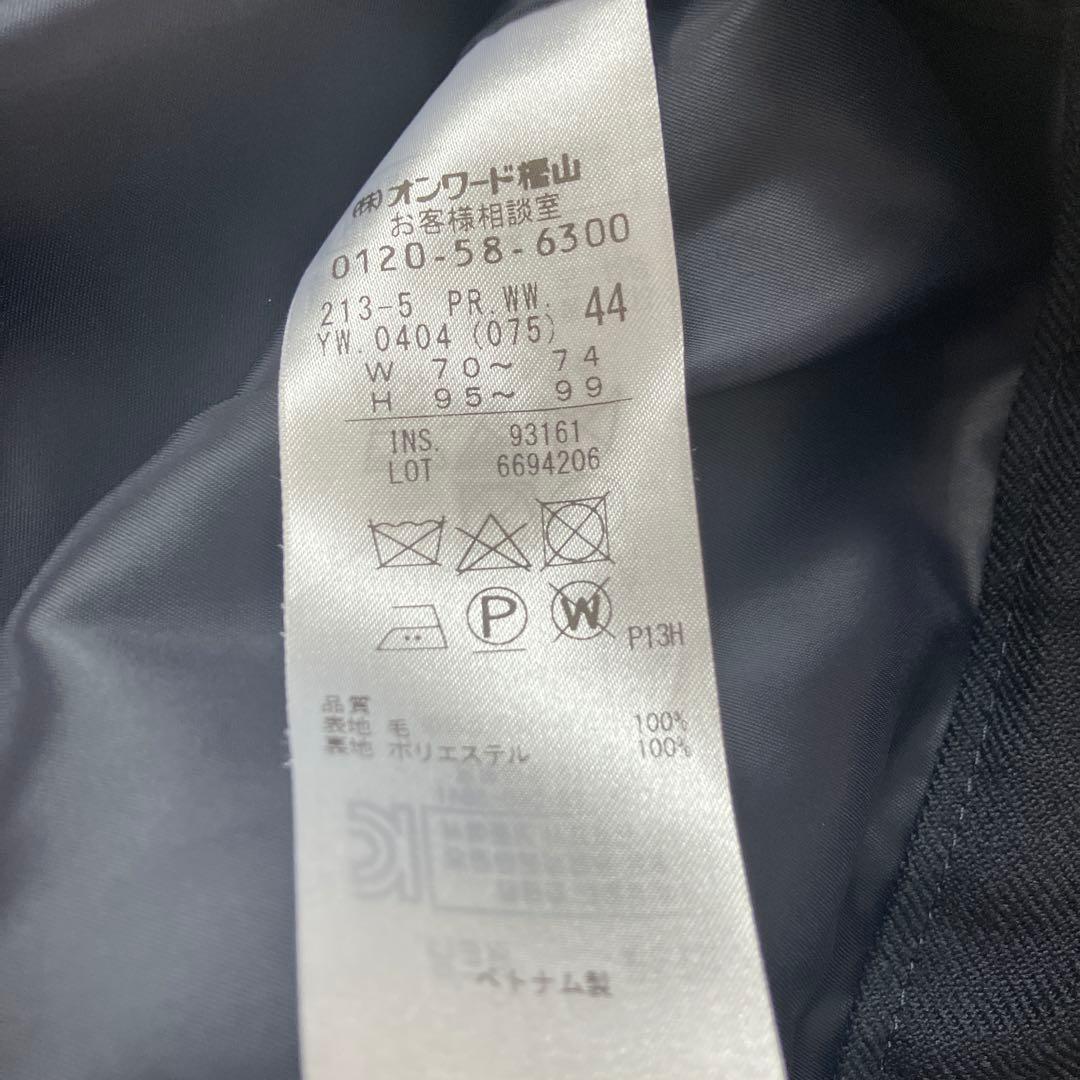 (株)オンワード樫山
お客様相談室
0120-58-6300
213-5 PR.WW. 44
YW.0404 (075)
W 70～ 74
H 95～ 99
INS. 93161
LOT 6694206
P
W
P13H
品質
表地 毛 100%
裏地 ポリエステル 100%
ベトナム製